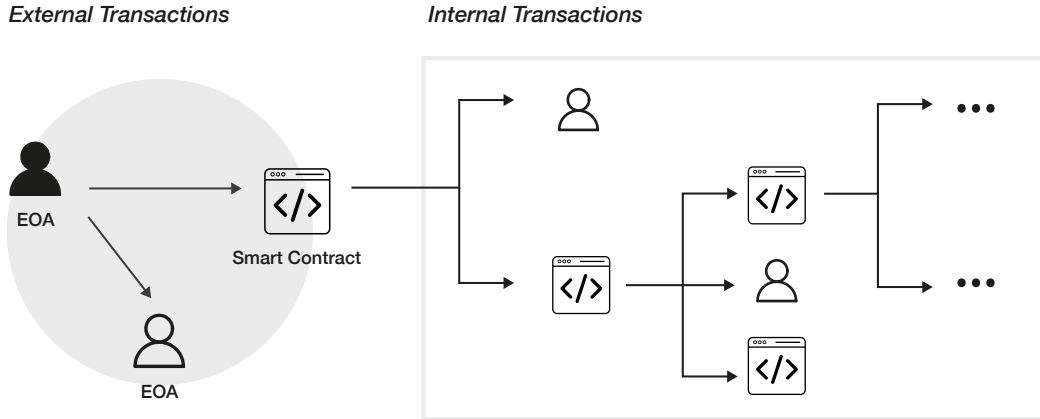 External Transactions
Internal Transactions
EOA
</>
Smart Contract
EOA
</>
</>
</>
•••
•••